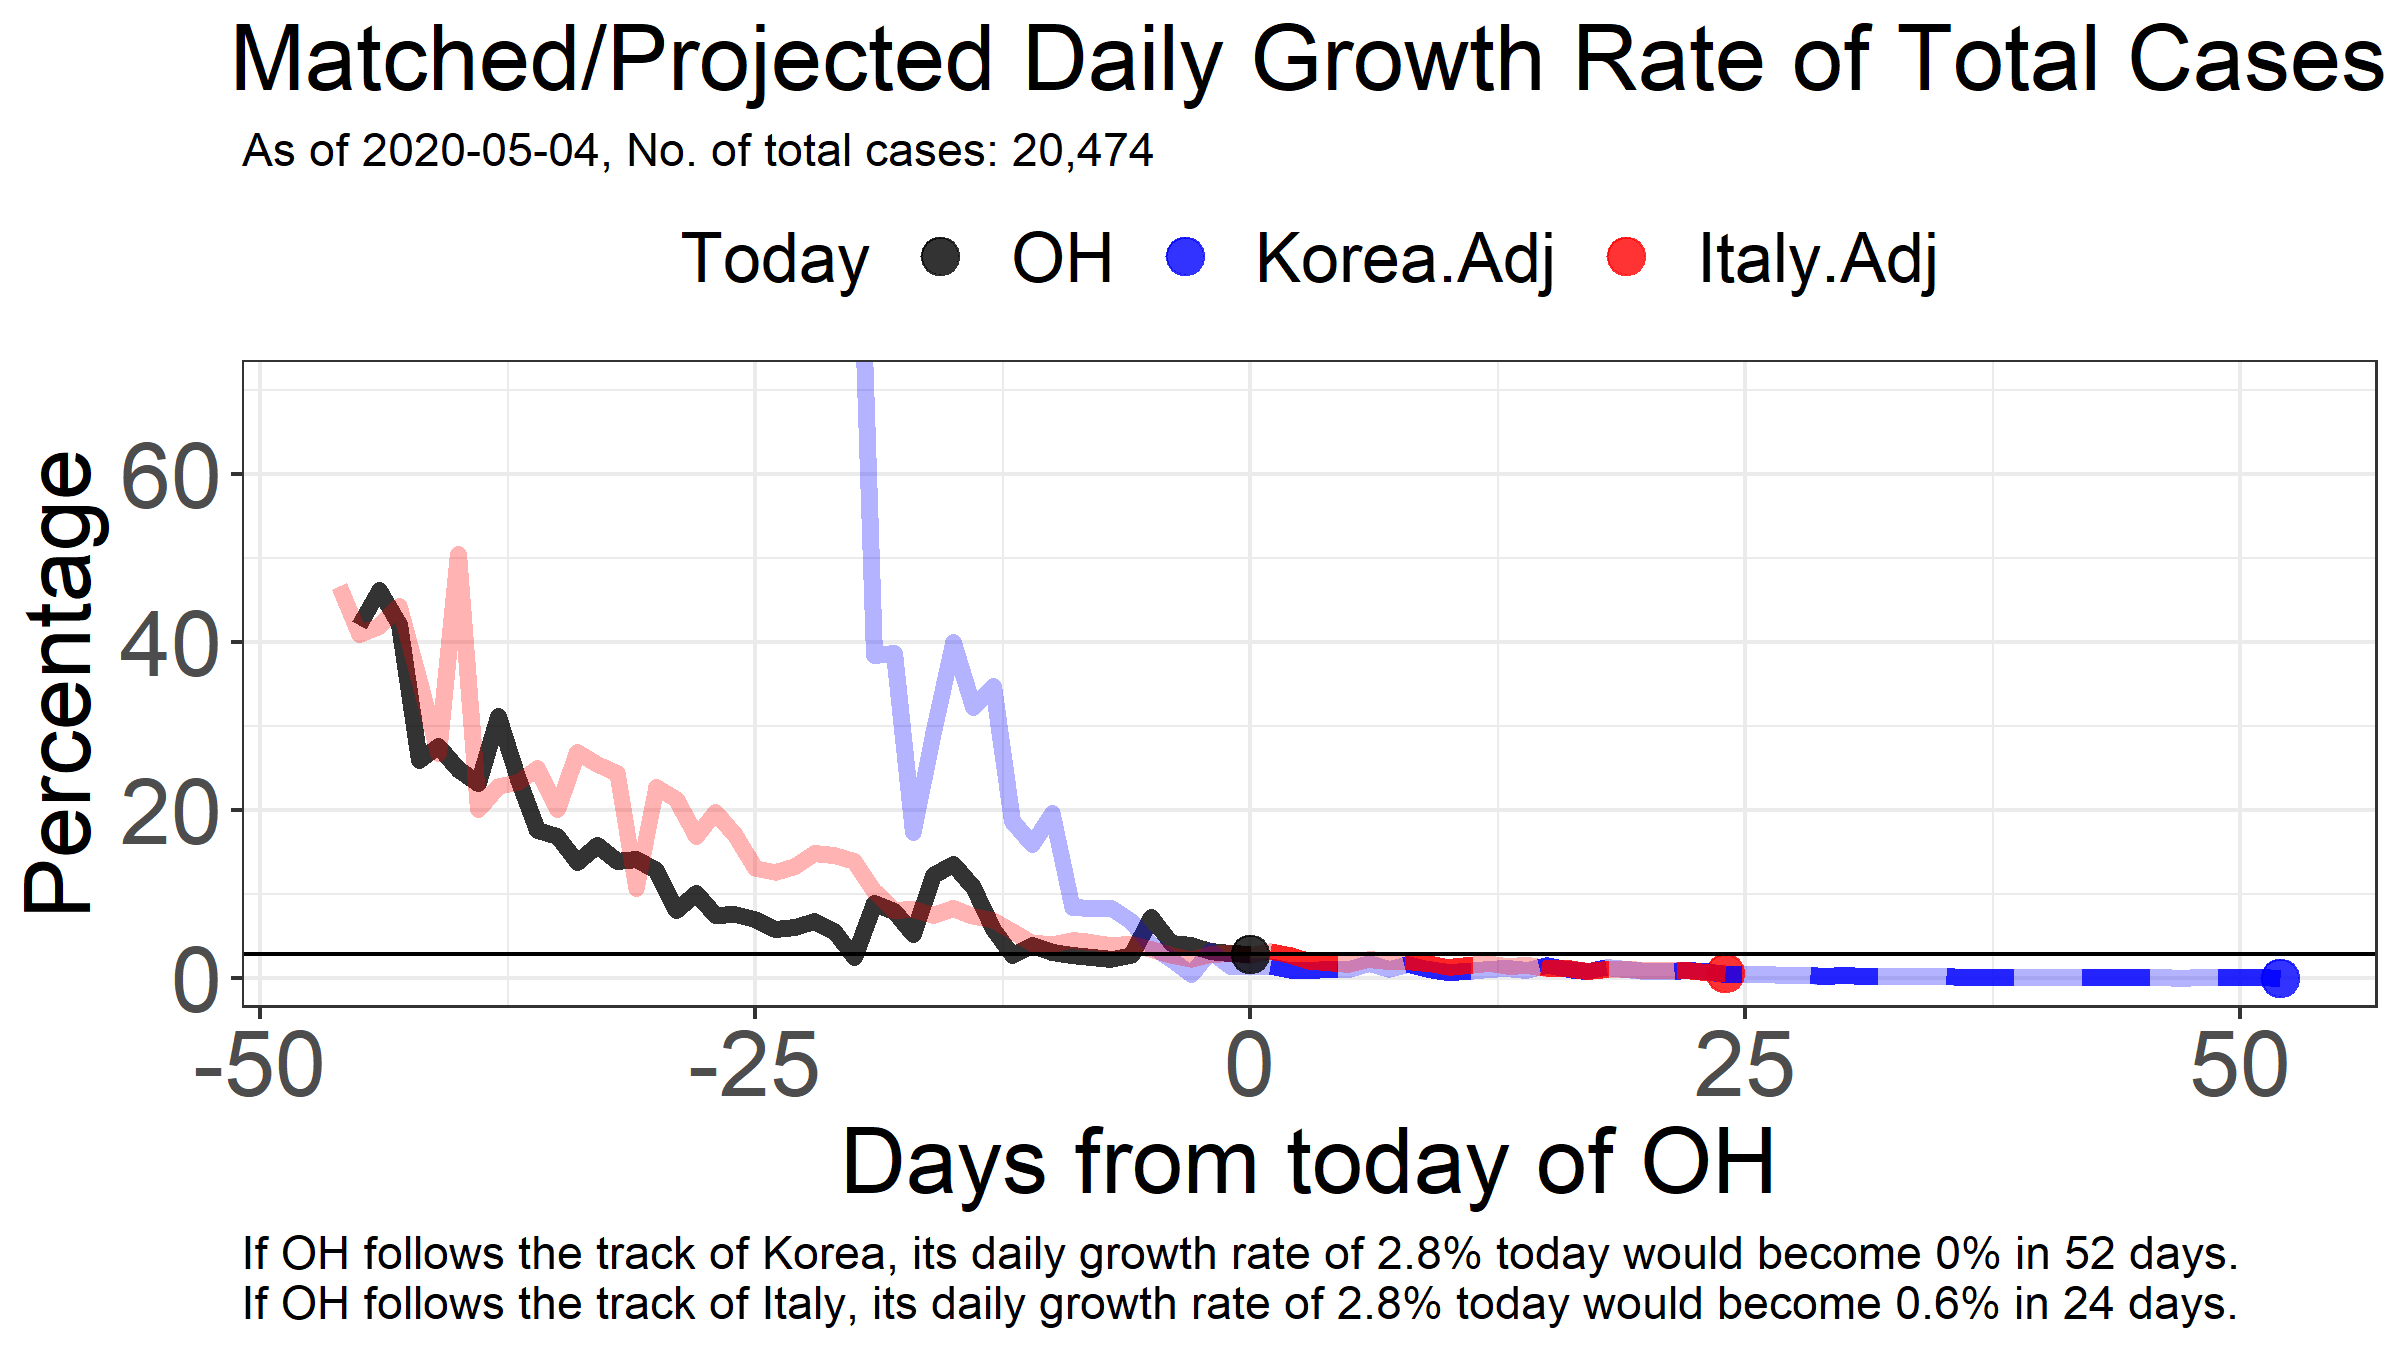 Matched/Projected Daily Growth Rate of Total Cases
As of 2020-05-04, No. of total cases: 20,474
Today OH Korea.Adj Italy.Adj
Percentage
60
40
20
0
-50 -25 0 25 50
Days from today of OH
If OH follows the track of Korea, its daily growth rate of 2.8% today would become 0% in 52 days.
If OH follows the track of Italy, its daily growth rate of 2.8% today would become 0.6% in 24 days.